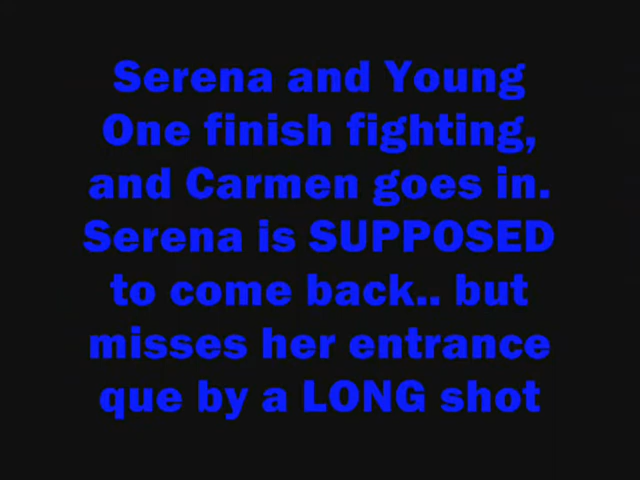 Serena and Young
One finish fighting,
and Carmen goes in.
Serena is SUPPOSED
to come back.. but
misses her entrance
que by a LONG shot